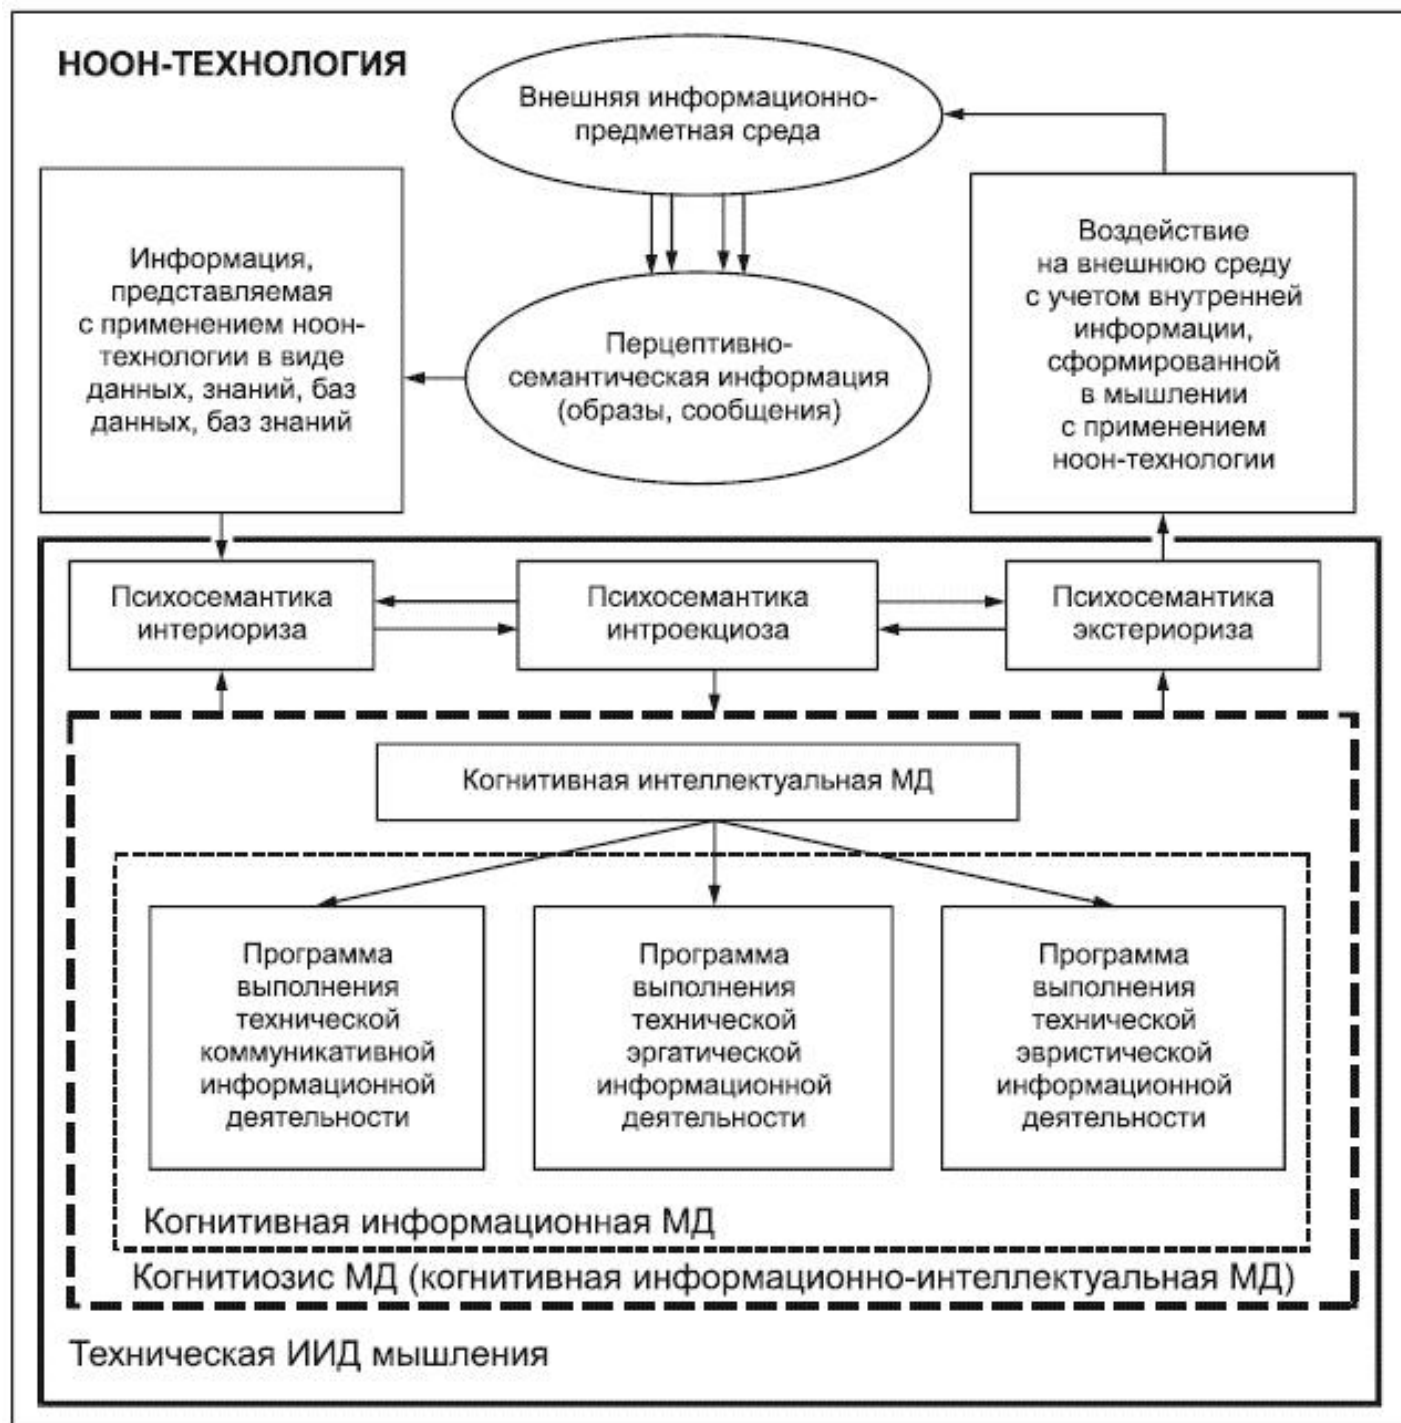 НООН-ТЕХНОЛОГИЯ
Внешняя информационно-
предметная среда
Информация,
представляемая
с применением ноон-
технологии в виде
данных, знаний, баз
данных, баз знаний
Перцептивно-
семантическая информация
(образы, сообщения)
Воздействие
на внешнюю среду
с учетом внутренней
информации,
сформированной
в мышлении
с применением
ноон-технологии
Психосемантика
интериориза
Психосемантика
интроекциоза
Психосемантика
экстериориза
Когнитивная интеллектуальная МД
Программа
выполнения
технической
коммуникативной
информационной
деятельности
Программа
выполнения
технической
эргатической
информационной
деятельности
Программа
выполнения
технической
эвристической
информационной
деятельности
Когнитивная информационная МД
Когнитиозис МД (когнитивная информационно-интеллектуальная МД)
Техническая ИИД мышления